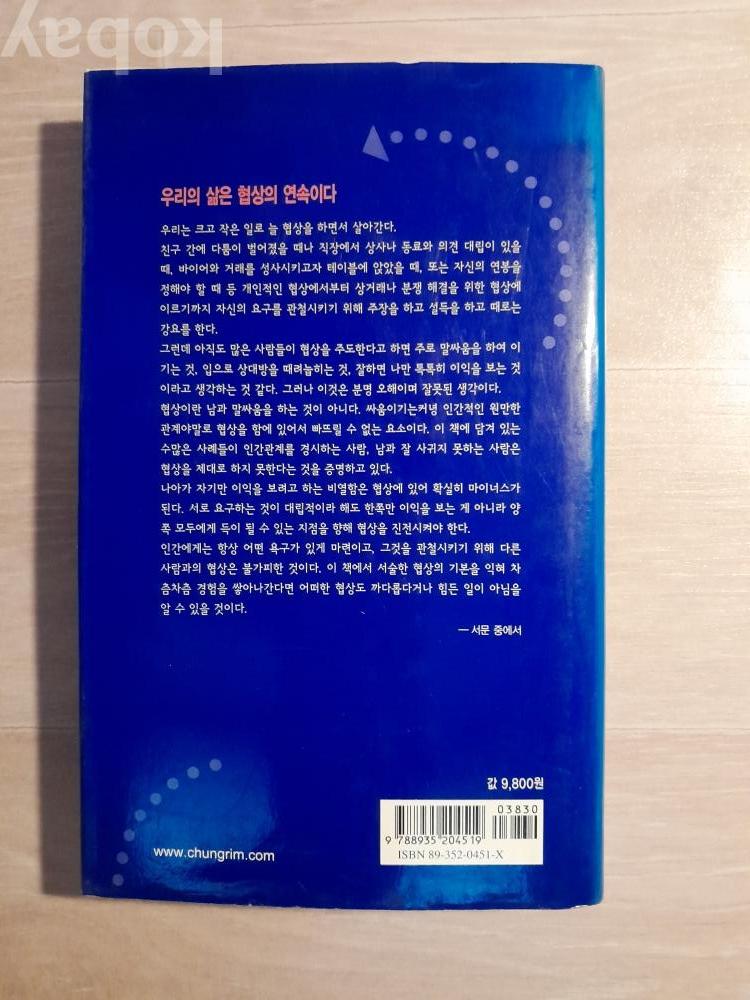 kobay
우리의 삶은 협상의 연속이다
우리는 크고 작은 일로 늘 협상을 하면서 살아간다.
친구 간에 다툼이 벌어졌을 때나 직장에서 상사나 동료와 의견 대립이 있을
때, 바이어와 거래를 성사시키고자 테이블에 앉았을 때, 또는 자신의 연봉을
정해야 할 때 등 개인적인 협상에서부터 상거래나 분쟁 해결을 위한 협상에
이르기까지 자신의 요구를 관철시키기 위해 주장을 하고 설득을 하고 때로는
강요를 한다.
그런데 아직도 많은 사람들이 협상을 주도한다고 하면 주로 말싸움을 하여 이
기는 것, 입으로 상대방을 때려눕히는 것, 잘하면 나만 톡톡히 이익을 보는 것
이라고 생각하는 것 같다. 그러나 이것은 분명 오해이며 잘못된 생각이다.
협상이란 남과 말싸움을 하는 것이 아니다. 싸움이기는커녕 인간적인 원만한
관계야말로 협상을 함에 있어서 빠뜨릴 수 없는 요소이다. 이 책에 담겨 있는
수많은 사례들이 인간관계를 경시하는 사람, 남과 잘 사귀지 못하는 사람은
협상을 제대로 하지 못한다는 것을 증명하고 있다.
나아가 자기만 이익을 보려고 하는 비열함은 협상에 있어 확실히 마이너스가
된다. 서로 요구하는 것이 대립적이라 해도 한쪽만 이익을 보는 게 아니라 양
쪽 모두에게 득이 될 수 있는 지점을 향해 협상을 진전시켜야 한다.
인간에게는 항상 어떤 욕구가 있게 마련이고, 그것을 관철시키기 위해 다른
사람과의 협상은 불가피한 것이다. 이 책에서 서술한 협상의 기본을 익혀 차
츰차츰 경험을 쌓아나간다면 어떠한 협상도 까다롭다거나 힘든 일이 아님을
알 수 있을 것이다.
— 서문 중에서
값 9,800원
03830
9 788935 204519
ISBN 89-352-0451-X
www.chungrim.com